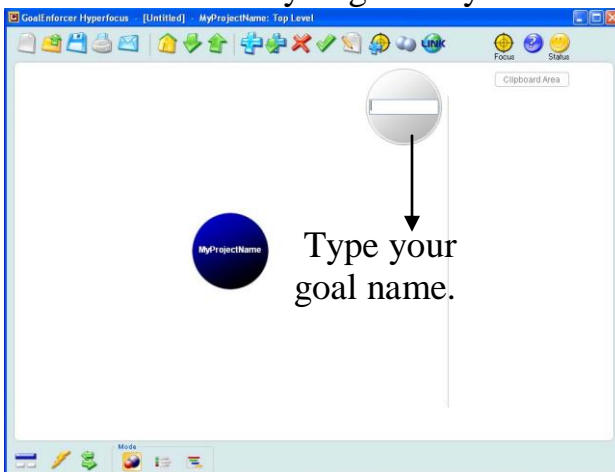 GoalEnforcer Hyperfocus - [Untitled] - MyProjectName: Top Level
LINK
Focus
Status
Clipboard Area
MyProjectName
Type your
goal name.
Mode